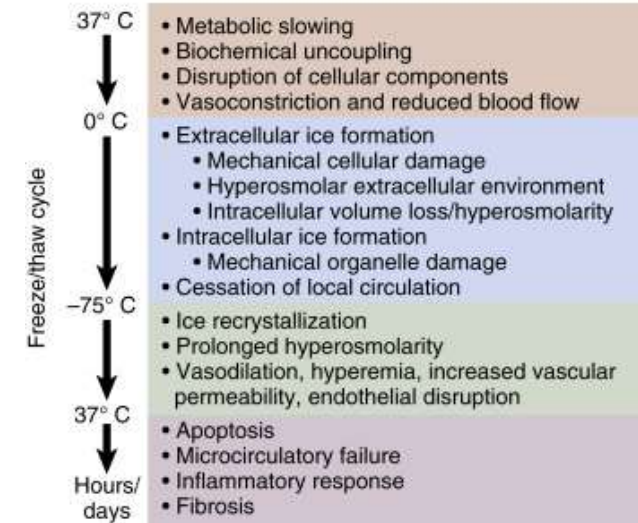 Freeze/thaw cycle
37° C
• Metabolic slowing
• Biochemical uncoupling
• Disruption of cellular components
• Vasoconstriction and reduced blood flow
0° C
• Extracellular ice formation
• Mechanical cellular damage
• Hyperosmolar extracellular environment
• Intracellular volume loss/hyperosmolarity
• Intracellular ice formation
• Mechanical organelle damage
• Cessation of local circulation
–75° C
• Ice recrystallization
• Prolonged hyperosmolarity
• Vasodilation, hyperemia, increased vascular
permeability, endothelial disruption
37° C
• Apoptosis
• Microcirculatory failure
• Inflammatory response
• Fibrosis
Hours/
days